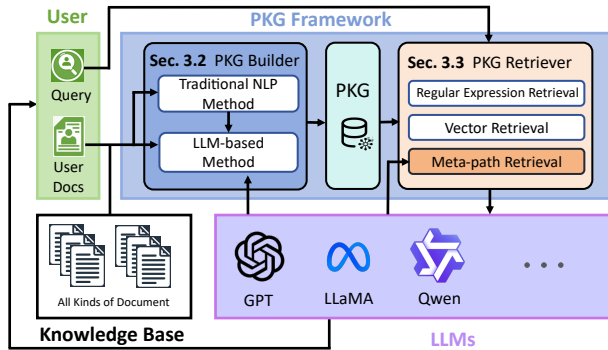 User
PKG Framework
Query
User
Docs
Sec. 3.2 PKG Builder
Traditional NLP
Method
LLM-based
Method
PKG
Sec. 3.3 PKG Retriever
Regular Expression Retrieval
Vector Retrieval
Meta-path Retrieval
All Kinds of Document
Knowledge Base
GPT
LLaMA
Qwen
...
LLMs